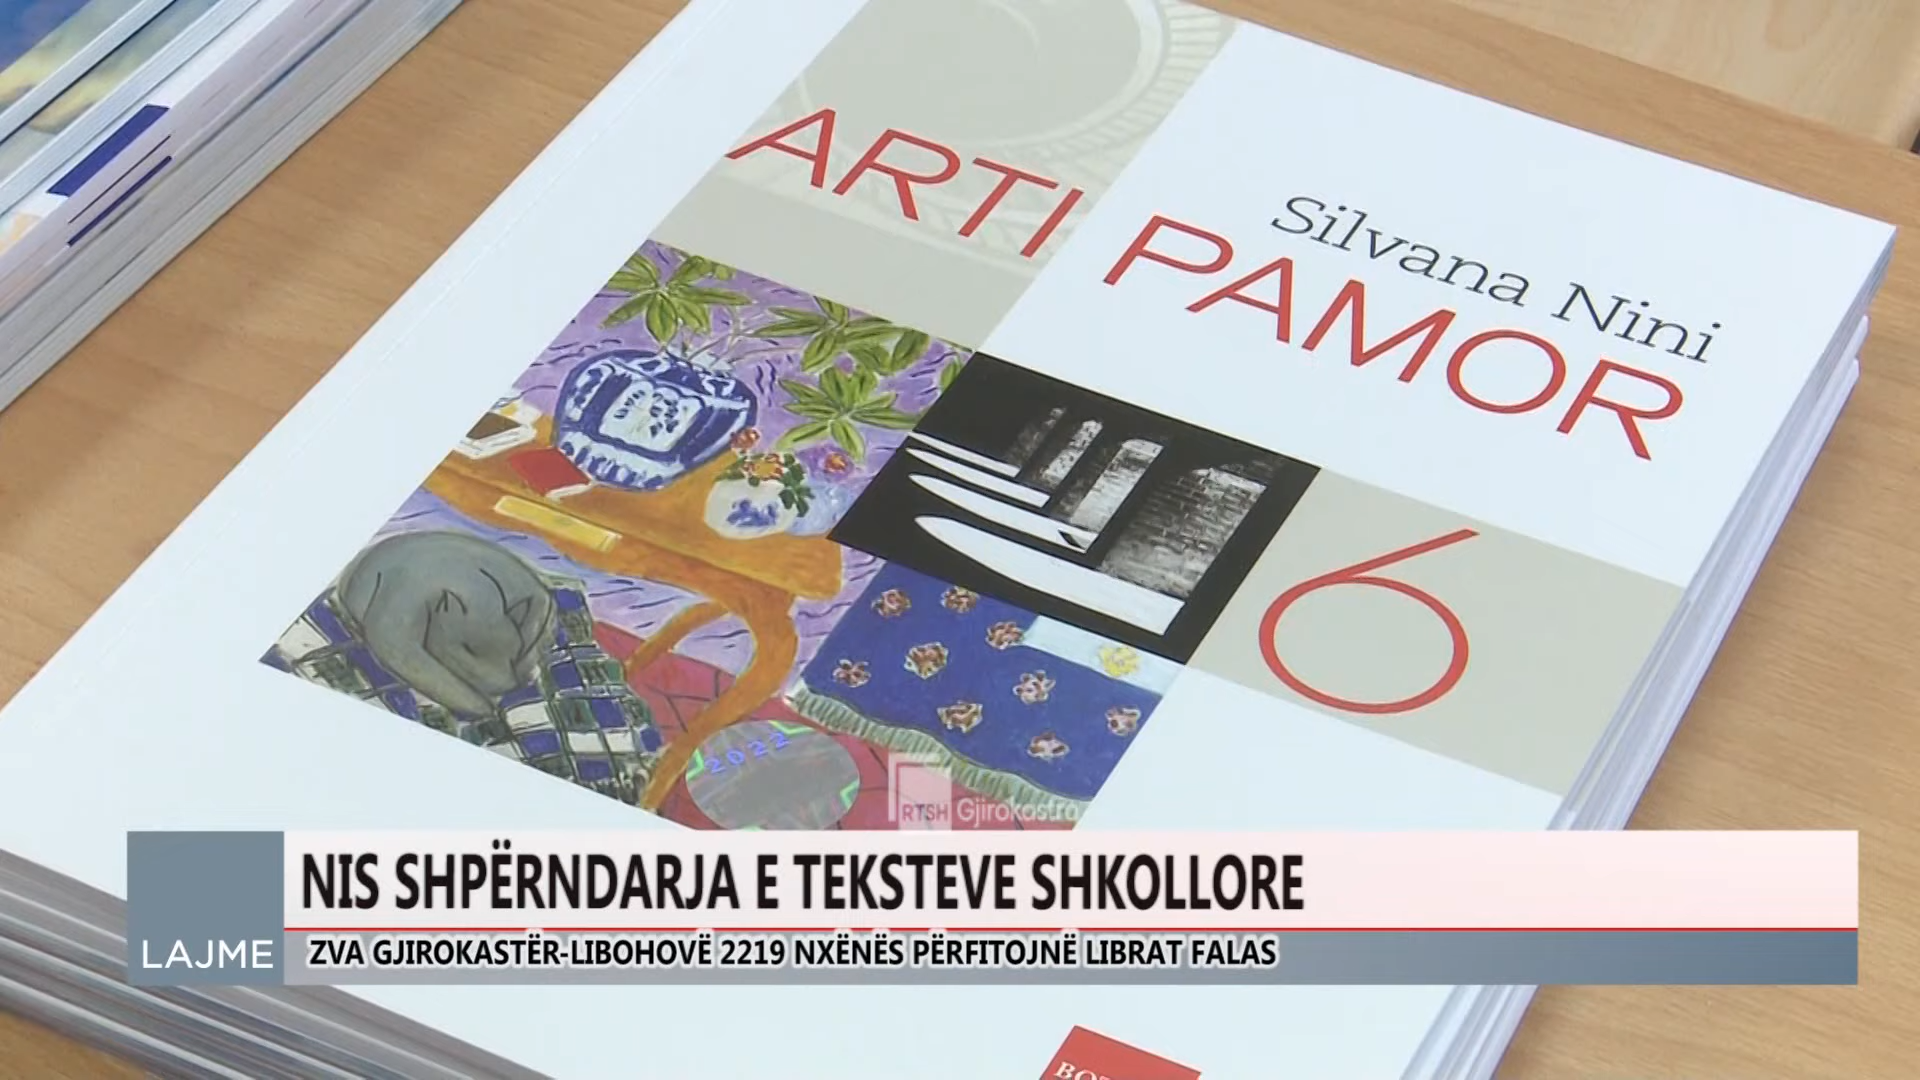 Silvana Nini
ARTI PAMOR
6
2022
RTSH Gjirokastra
NIS SHPËRNDARJA E TEKSTEVE SHKOLLORE
LAJME
ZVA GJIROKASTËR-LIBOHOVË 2219 NXËNËS PËRFITOJNË LIBRAT FALAS